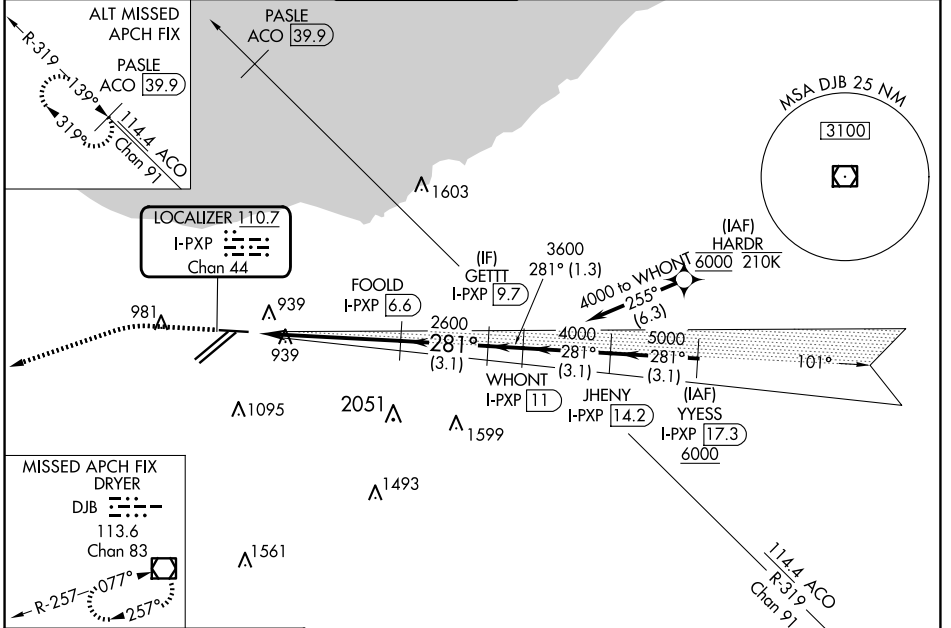 ALT MISSED
APCH FIX
PASLE
ACO 39.9
R-319
139°
319°
114.4 ACO
Chan 91
PASLE
ACO 39.9
MSA DJB 25 NM
3100
1603
LOCALIZER 110.7
I-PXP
Chan 44
(IAF)
HARDR
6000 210K
4000 to WHONT
255°
(6.3)
3600
281° (1.3)
(IF)
GETTT
I-PXP 9.7
FOOLD
I-PXP 6.6
981
939
939
2600
281°
(3.1)
4000
281°
(3.1)
5000
281°
(3.1)
101°
WHONT
I-PXP 11
JHENY
I-PXP 14.2
(IAF)
YYESS
I-PXP 17.3
6000
1095
2051
1599
1493
1561
MISSED APCH FIX
DRYER
DJB
113.6
Chan 83
R-257
077°
257°
114.4 ACO
R-319
Chan 91